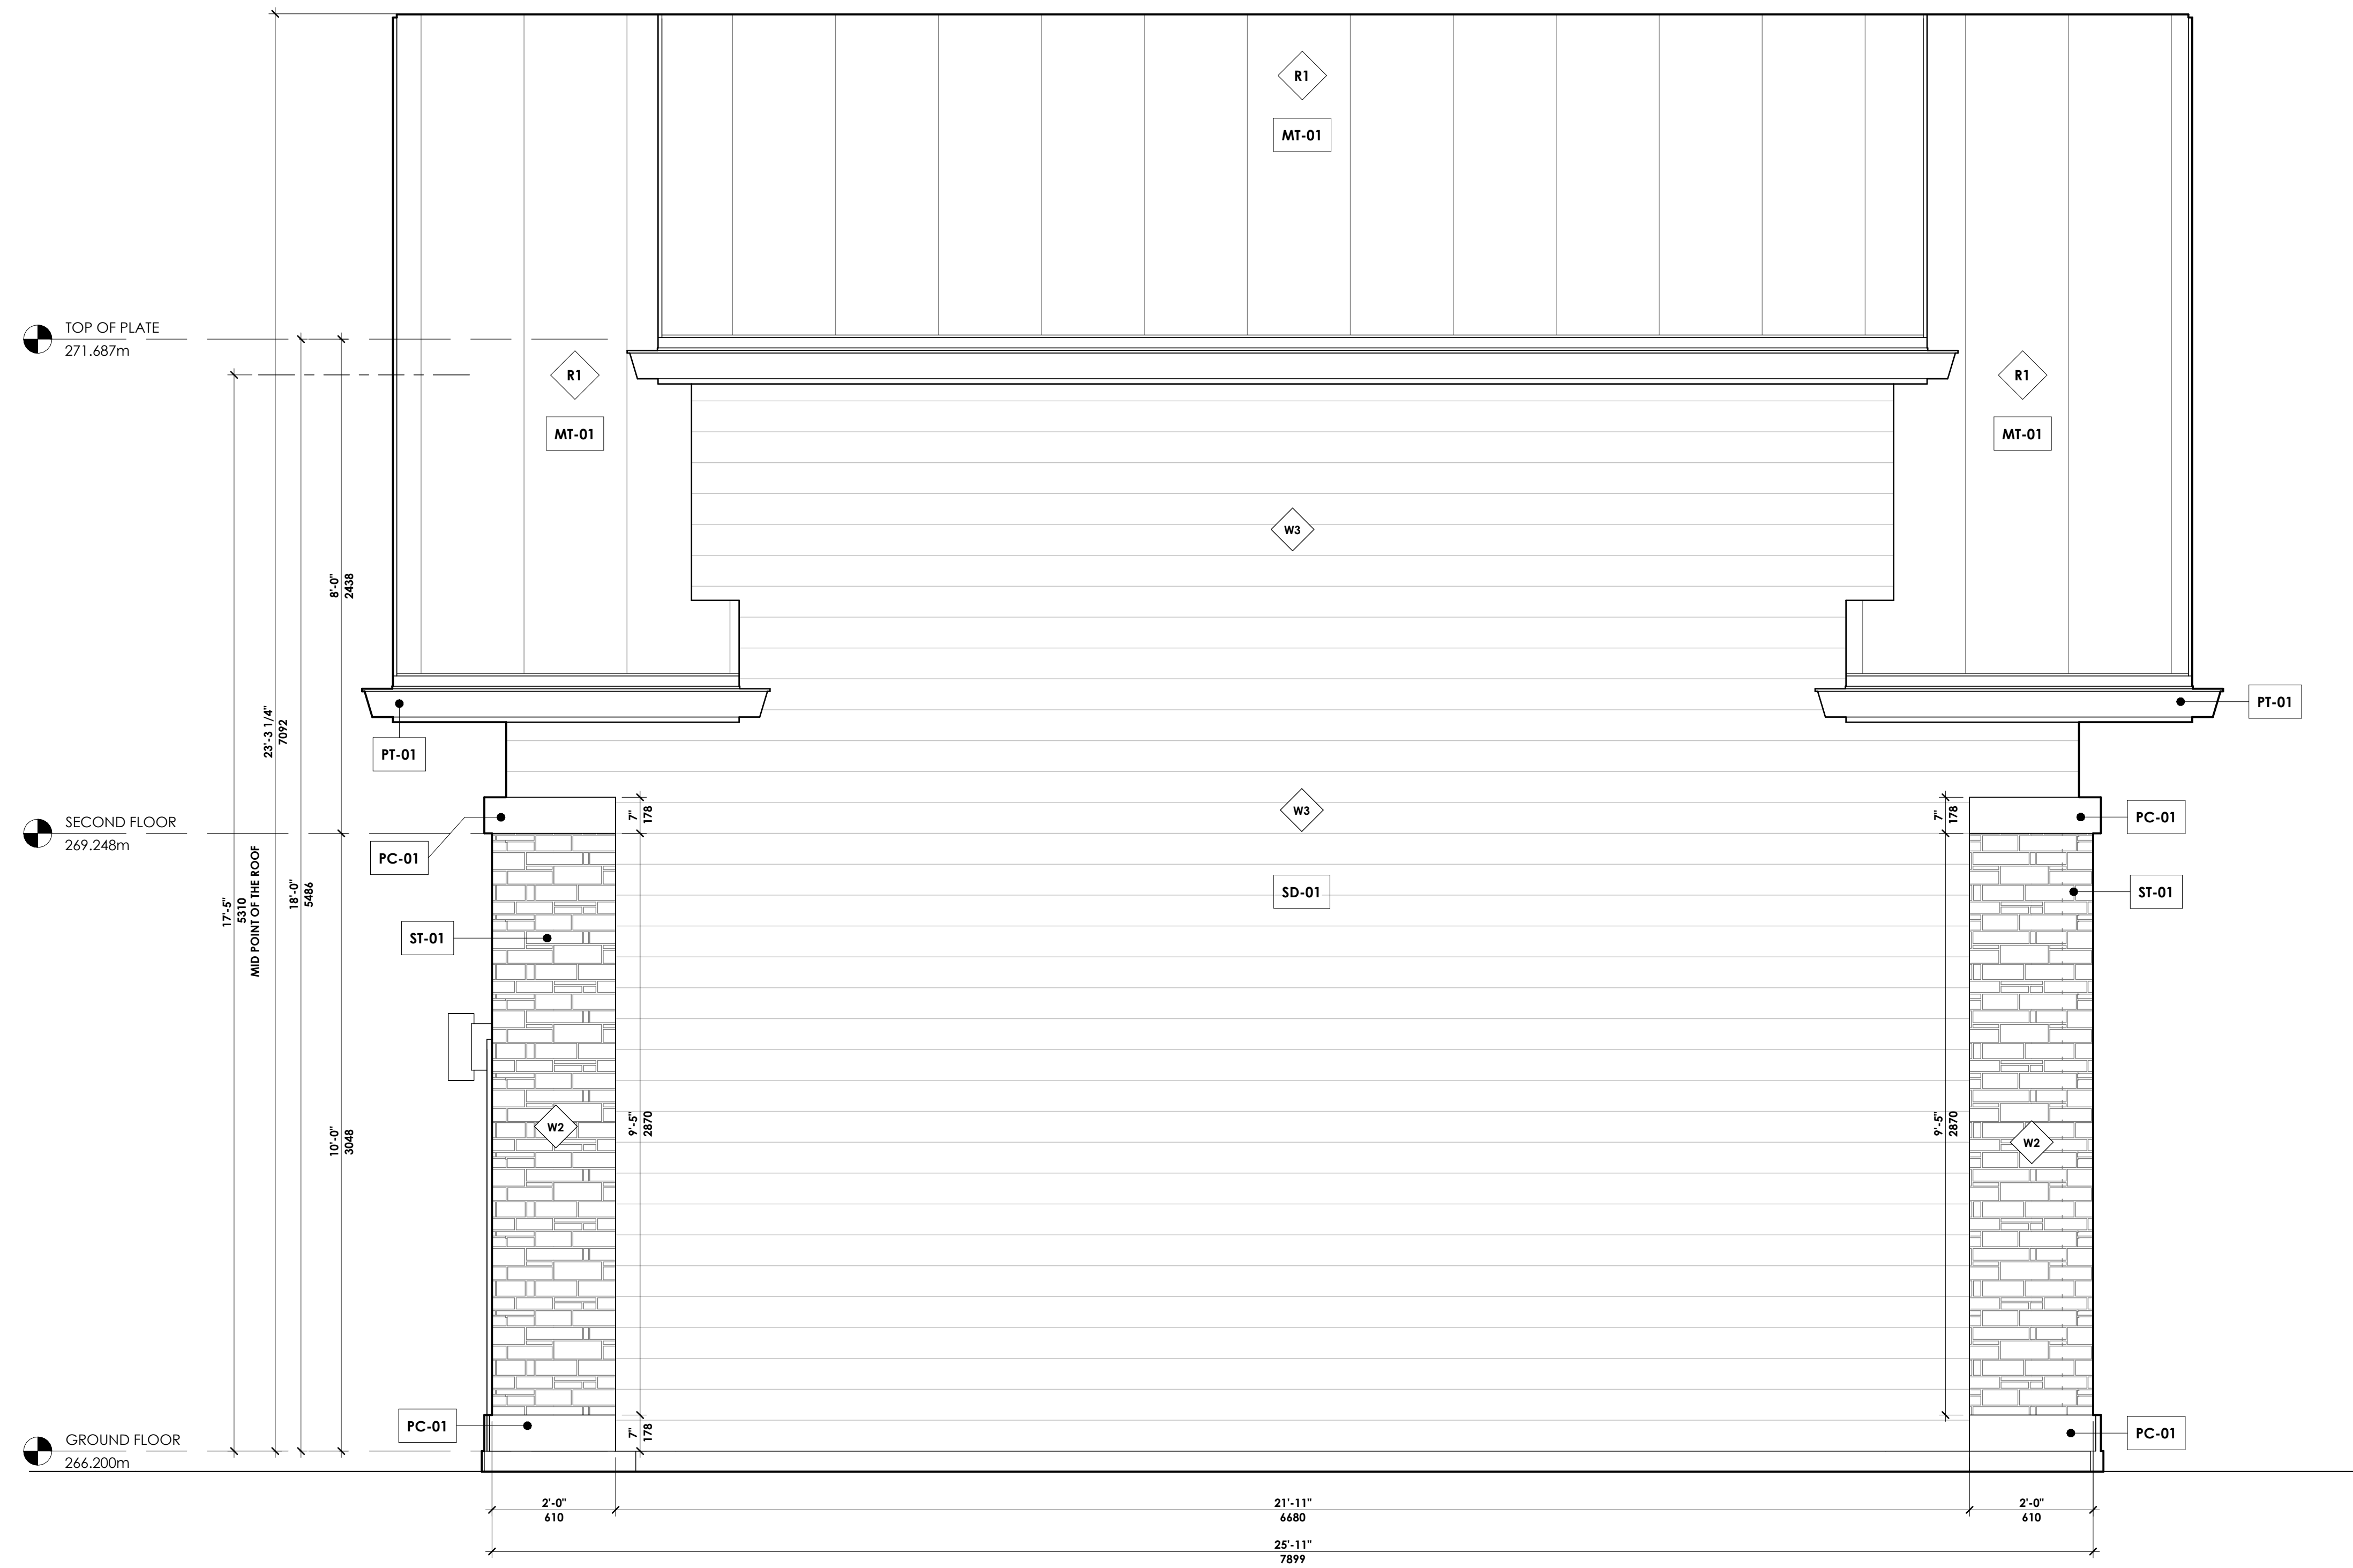 R1
MT-01
TOP OF PLATE
271.687m
R1
MT-01
R1
MT-01
W3
8'-0"
2438
23'-3 1/4"
7092
PT-01
PT-01
W3
7"
178
7"
178
PC-01
PC-01
SECOND FLOOR
269.248m
SD-01
ST-01
ST-01
17'-5"
5310
MID POINT OF THE ROOF
18'-0"
5486
10'-0"
3048
W2
9'-5"
2870
9'-5"
2870
W2
PC-01
7"
178
PC-01
GROUND FLOOR
266.200m
2'-0"
610
21'-11"
6680
2'-0"
610
25'-11"
7899